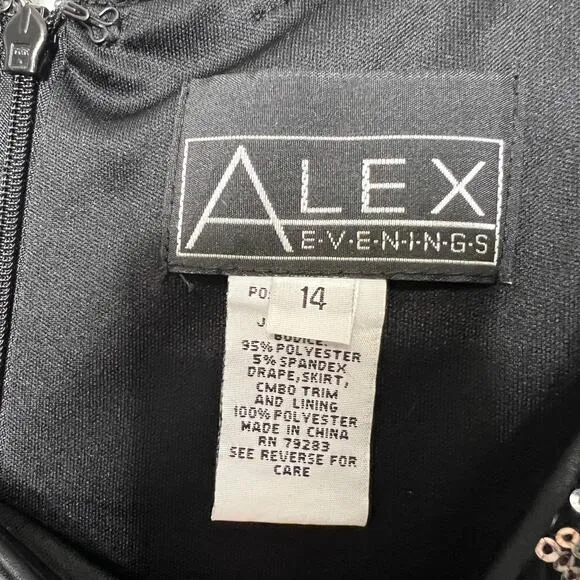 ALEX
E·V·E·N·I·N·G·S
14
PO
J
BODICE:
95% POLYESTER
5% SPANDEX
DRAPE, SKIRT,
CMBO TRIM
AND LINING
100% POLYESTER
MADE IN CHINA
RN 79283
SEE REVERSE FOR
CARE